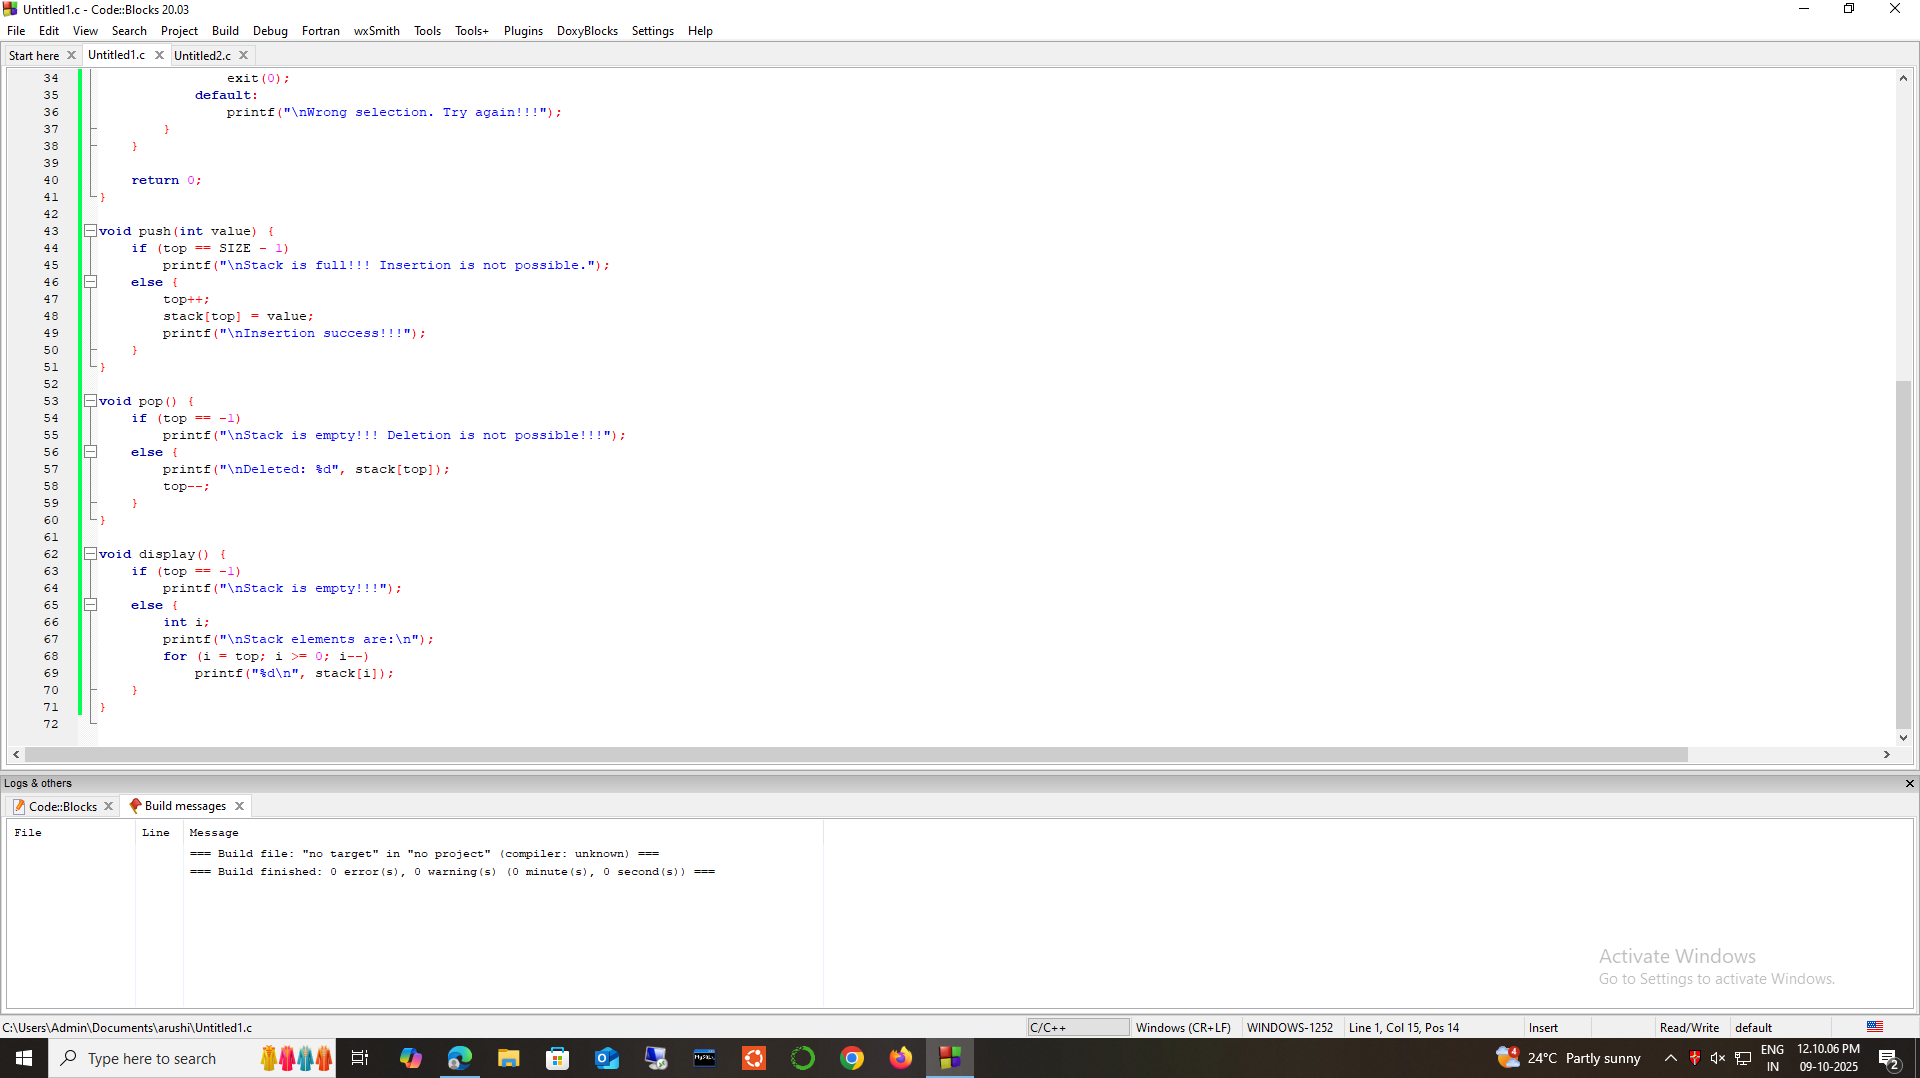 Untitled1.c - Code::Blocks 20.03
File Edit View Search Project Build Debug Fortran wxSmith Tools Tools+ Plugins DoxyBlocks Settings Help
Start here Untitled1.c Untitled2.c
34 exit(0);
35 default:
36 printf("\nWrong selection. Try again!!!");
37 }
38 }
39
40 return 0;
41 }
42
43 void push(int value) {
44 if (top == SIZE - 1)
45 printf("\nStack is full!!! Insertion is not possible.");
46 else {
47 top++;
48 stack[top] = value;
49 printf("\nInsertion success!!!");
50 }
51 }
52
53 void pop() {
54 if (top == -1)
55 printf("\nStack is empty!!! Deletion is not possible!!!");
56 else {
57 printf("\nDeleted: %d", stack[top]);
58 top--;
59 }
60 }
61
62 void display() {
63 if (top == -1)
64 printf("\nStack is empty!!!");
65 else {
66 int i;
67 printf("\nStack elements are:\n");
68 for (i = top; i >= 0; i--)
69 printf("%d\n", stack[i]);
70 }
71 }
72
Logs & others
Code::Blocks Build messages
File Line Message
=== Build file: "no target" in "no project" (compiler: unknown) ===
=== Build finished: 0 error(s), 0 warning(s) (0 minute(s), 0 second(s)) ===
Activate Windows
Go to Settings to activate Windows.
C:\Users\Admin\Documents\arushi\Untitled1.c C/C++ Windows (CR+LF) WINDOWS-1252 Line 1, Col 15, Pos 14 Insert Read/Write default
Type here to search 4 24°C Partly sunny ENG IN 12.10.06 PM 09-10-2025 2